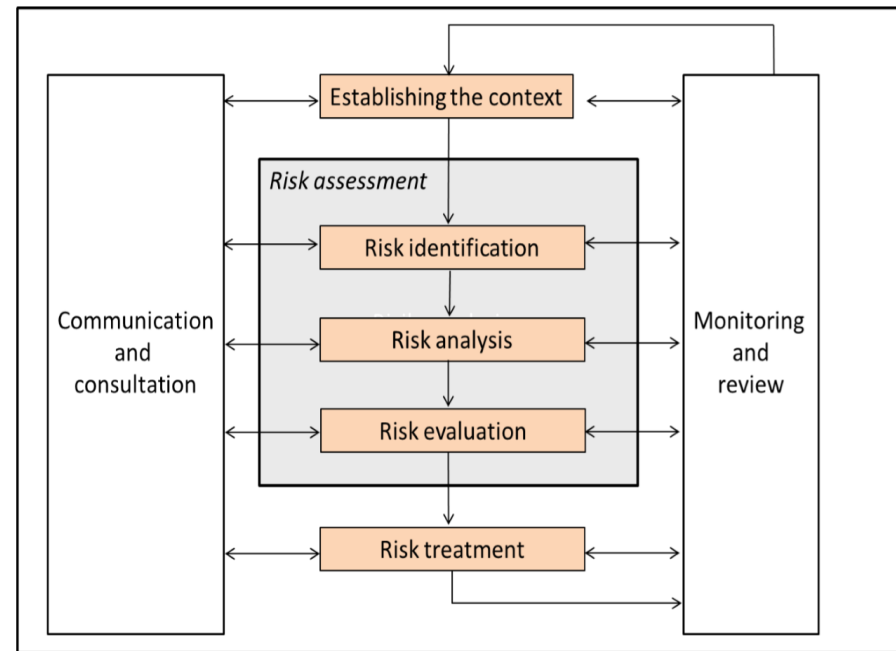 Establishing the context
Risk assessment
Risk identification
Communication
and
consultation
Risk analysis
Monitoring
and
review
Risk evaluation
Risk treatment